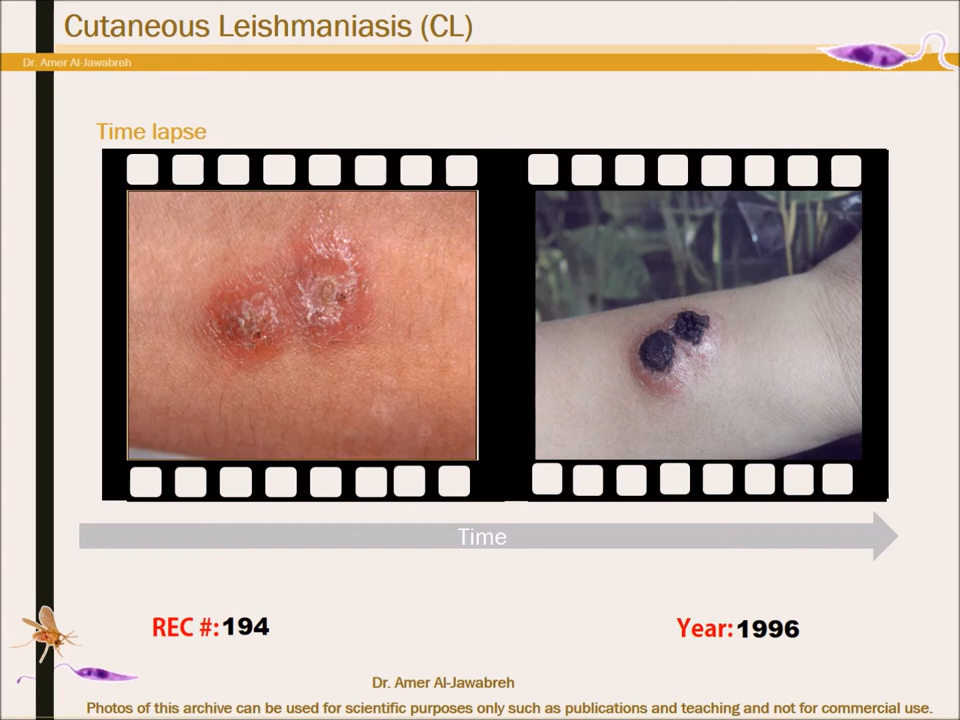 Cutaneous Leishmaniasis (CL)
Dr. Amer Al-Jawabreh
Time lapse
Time
REC #:194
Year:1996
Dr. Amer Al-Jawabreh
Photos of this archive can be used for scientific purposes only such as publications and teaching and not for commercial use.